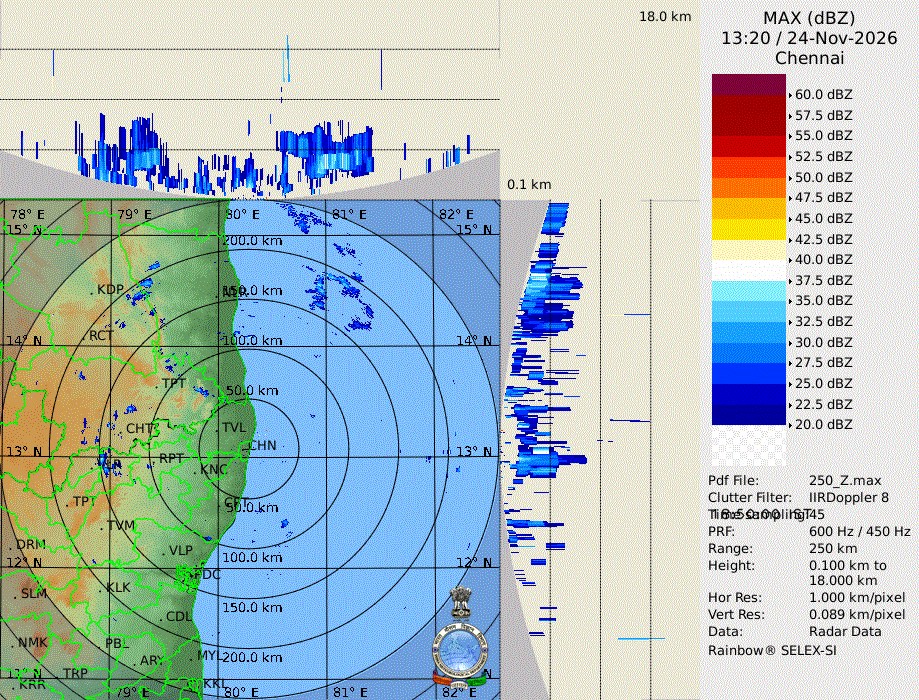 18.0 km
0.1 km
MAX (dBZ)
13:20 / 24-Nov-2026
Chennai
60.0 dBZ
57.5 dBZ
55.0 dBZ
52.5 dBZ
50.0 dBZ
47.5 dBZ
45.0 dBZ
42.5 dBZ
40.0 dBZ
37.5 dBZ
35.0 dBZ
32.5 dBZ
30.0 dBZ
27.5 dBZ
25.0 dBZ
22.5 dBZ
20.0 dBZ
Pdf File: 250_Z.max
Clutter Filter: IIRDoppler 8
Time sampling: 45
PRF: 600 Hz / 450 Hz
Range: 250 km
Height: 0.100 km to
18.000 km
Hor Res: 1.000 km/pixel
Vert Res: 0.089 km/pixel
Data: Radar Data
Rainbow® SELEX-SI
78° E 79° E 80° E 81° E 82° E
15° N 15° N
200.0 km
KDP 150.0 km
RCT
14° N 100.0 km 14° N
TPT 50.0 km
CHT TVL
CHN
13° N RPT 13° N
KNC
TPT 50.0 km
TVM
DRM VLP 100.0 km
12° N 12° N
PDC
SLM KLK 150.0 km
CDL
NMK PBL
ARY MYL 200.0 km
11° N TRP 11° N
KRR KKL
79° E 80° E 81° E 82° E